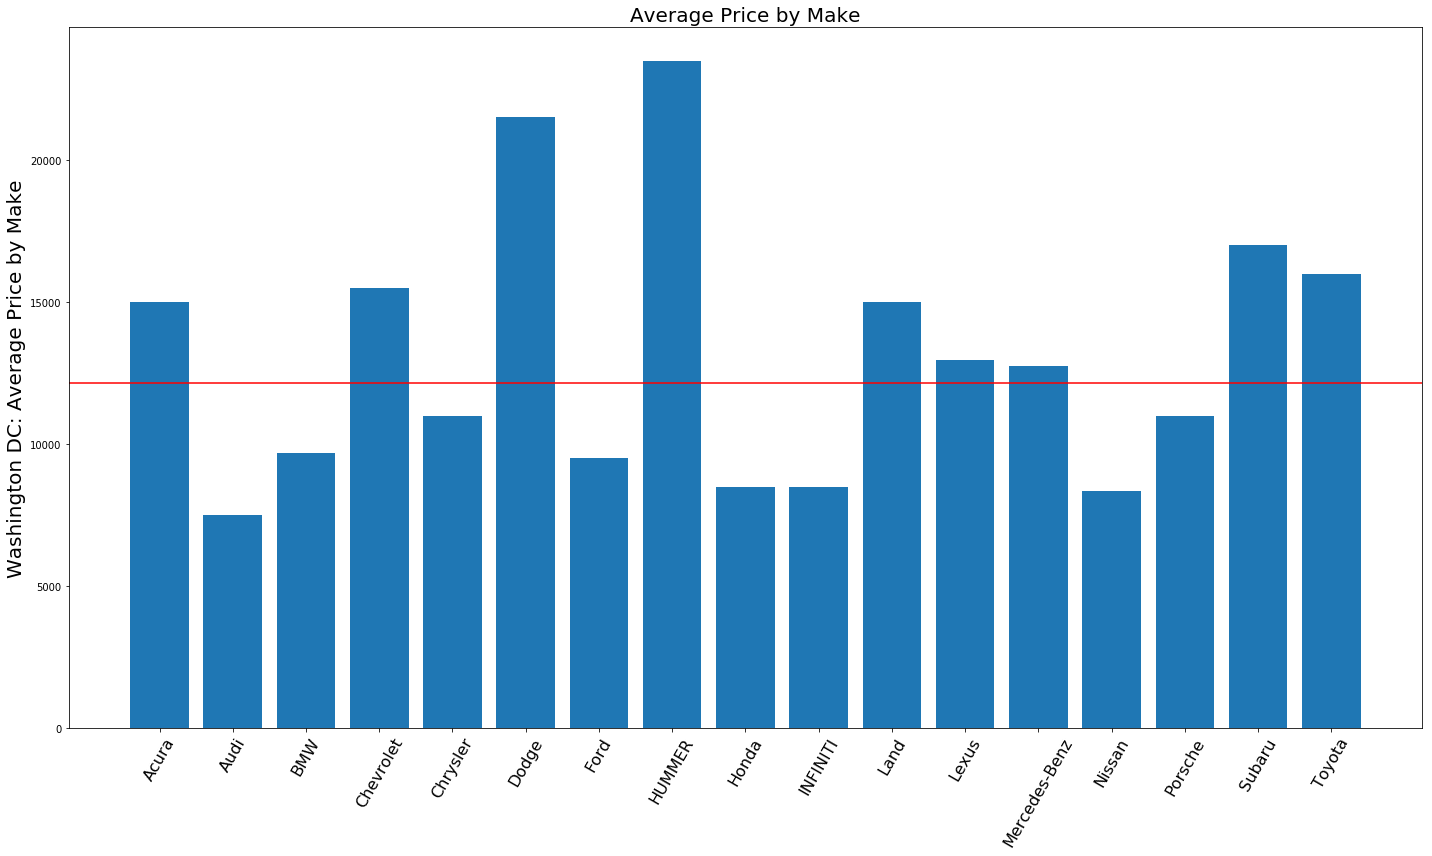 Average Price by Make
Washington DC: Average Price by Make
20000
15000
10000
5000
0
Acura
Audi
BMW
Chevrolet
Chrysler
Dodge
Ford
HUMMER
Honda
INFINITI
Land
Lexus
Mercedes-Benz
Nissan
Porsche
Subaru
Toyota